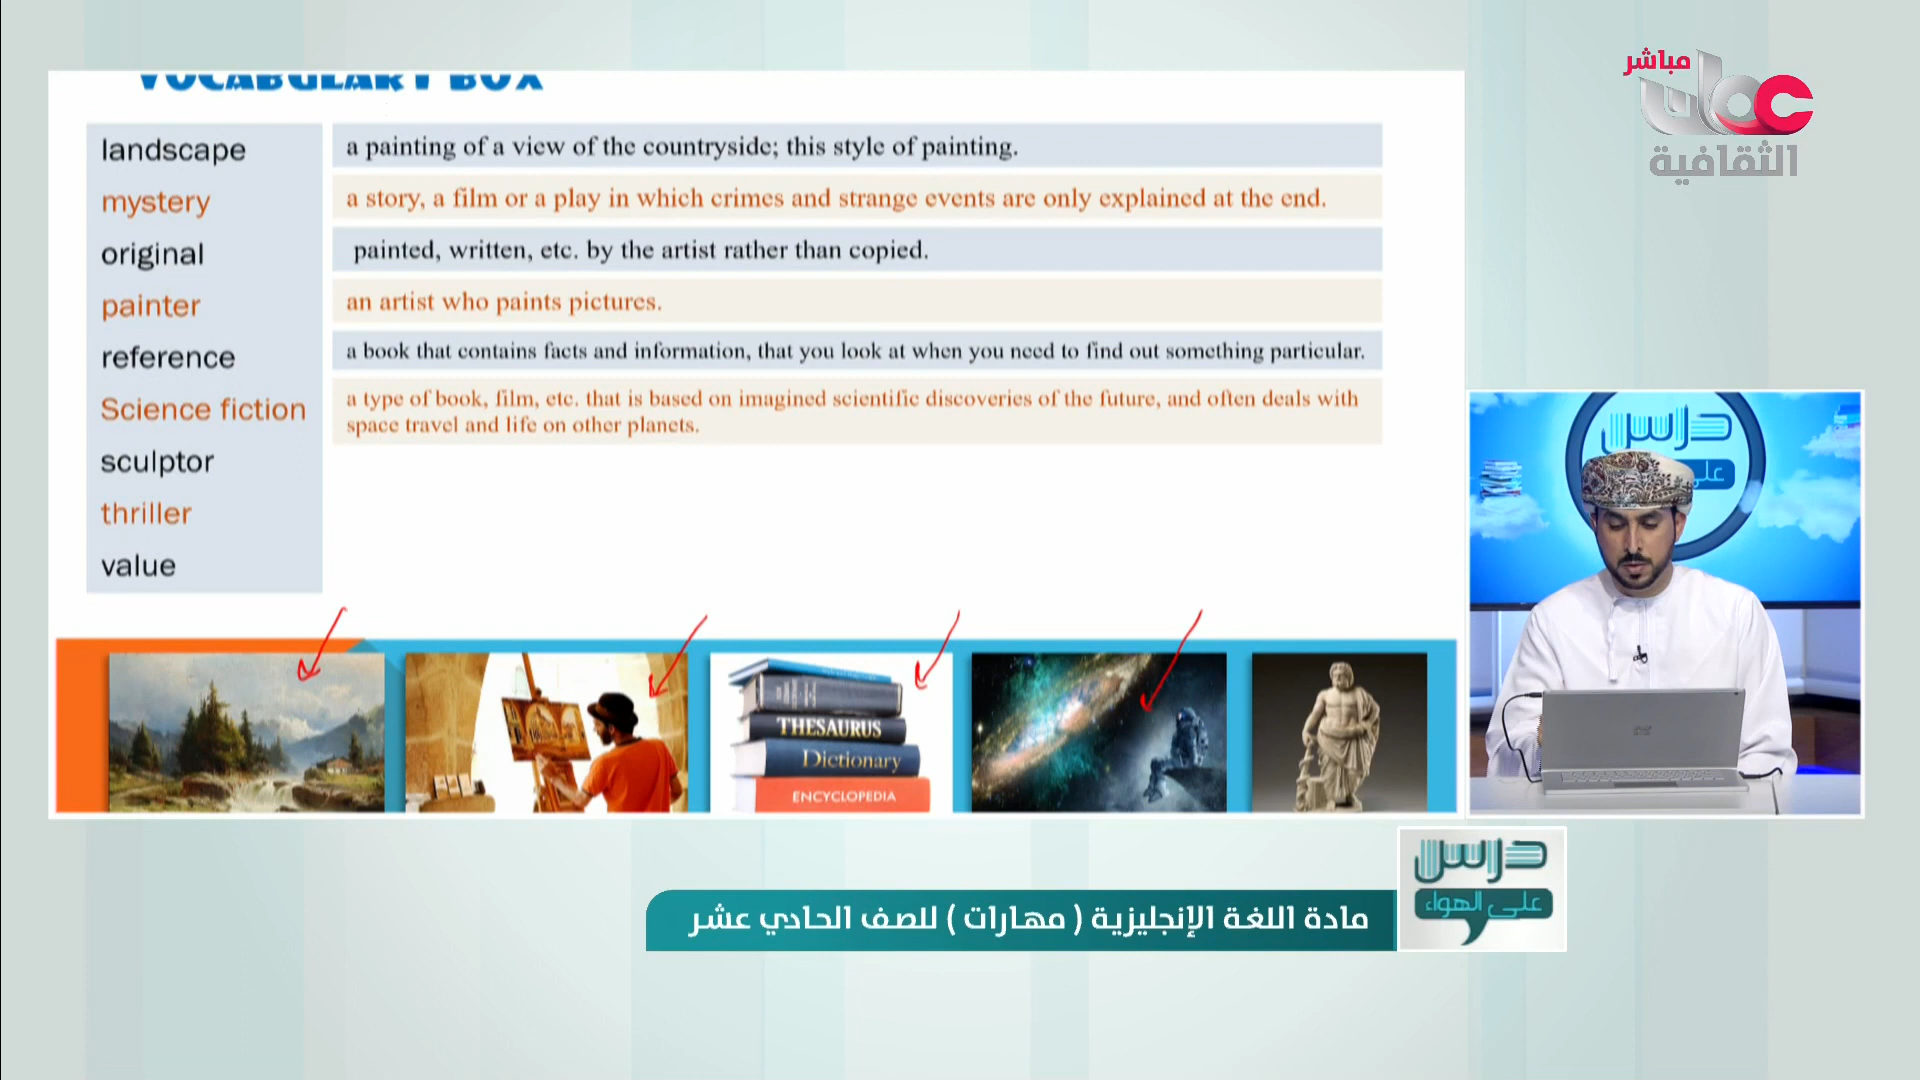 VOCABULARY BOX
landscape
a painting of a view of the countryside; this style of painting.
mystery
a story, a film or a play in which crimes and strange events are only explained at the end.
original
painted, written, etc. by the artist rather than copied.
painter
an artist who paints pictures.
reference
a book that contains facts and information, that you look at when you need to find out something particular.
Science fiction
a type of book, film, etc. that is based on imagined scientific discoveries of the future, and often deals with
space travel and life on other planets.
sculptor
thriller
value
THESAURUS
Dictionary
ENCYCLOPEDIA
مباشر
عمان
الثقافية
درس
على
درس
على الهواء
مادة اللغة الإنجليزية ( مهارات ) للصف الحادي عشر